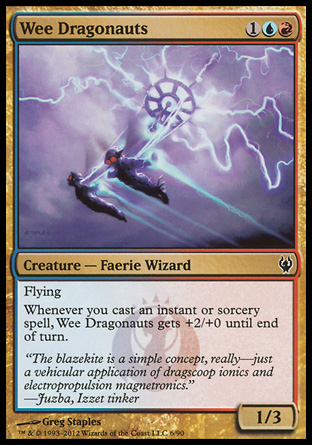 Wee Dragonauts 1
Creature — Faerie Wizard
Flying
Whenever you cast an instant or sorcery
spell, Wee Dragonauts gets +2/+0 until end
of turn.
"The blazekite is a simple concept, really—just
a vehicular application of dragscoop ionics and
electropulsion magnetronics."
—Juzba, Izzet tinker
Greg Staples
™ & © 1993–2012 Wizards of the Coast LLC 6/90
1/3